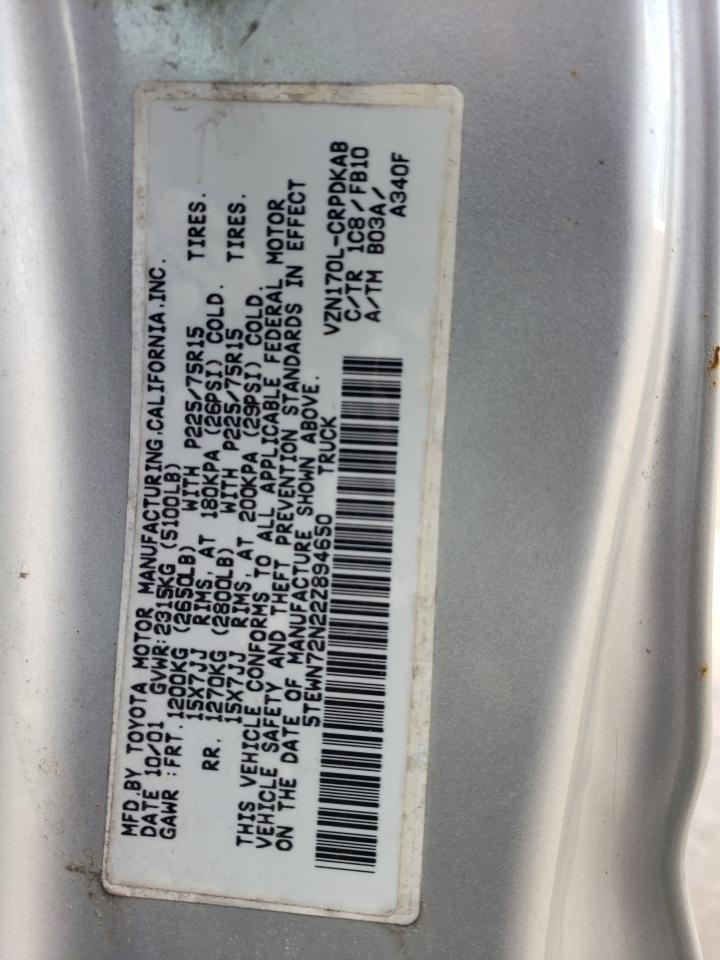 MFD.BY TOYOTA MOTOR MANUFACTURING,CALIFORNIA,INC.
DATE 10/01 GVWR:2315KG (5100LB)
GAWR :FRT.1200KG (2650LB) WITH P225/75R15 TIRES.
15X7JJ RIMS, AT 180KPA (26PSI) COLD.
RR. 1270KG (2800LB) WITH P225/75R15 TIRES.
15X7JJ RIMS, AT 200KPA (29PSI) COLD.
THIS VEHICLE CONFORMS TO ALL APPLICABLE FEDERAL MOTOR
VEHICLE SAFETY AND THEFT PREVENTION STANDARDS IN EFFECT
ON THE DATE OF MANUFACTURE SHOWN ABOVE.
5TEWN72N22Z894650 TRUCK
VZN170L-CRPDKAB
C/TR 1C8/FB10
A/TM B03A/
A340F